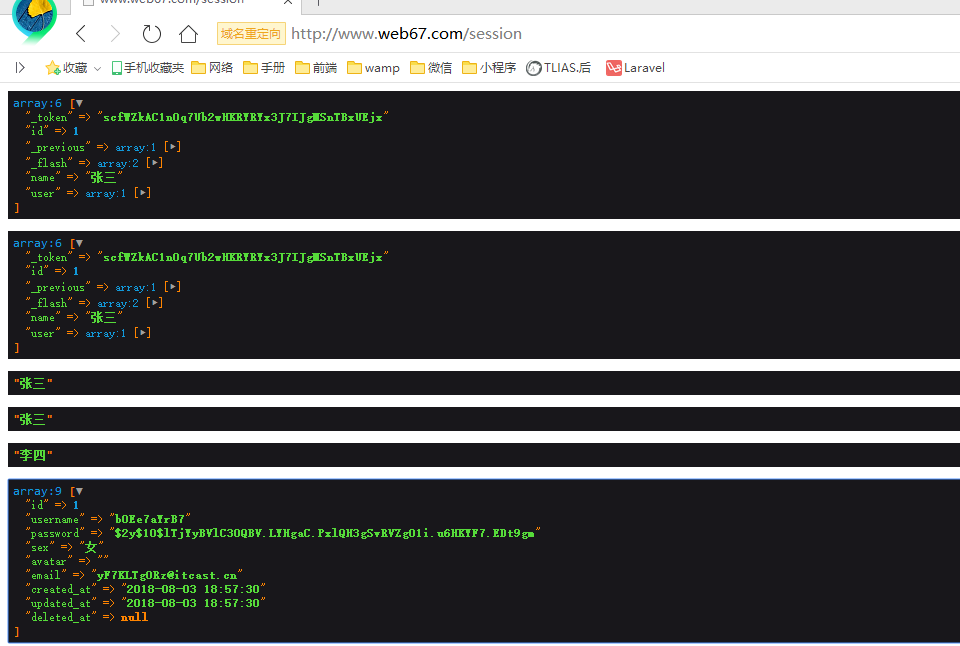 www.web67.com/session
域名重定向 http://www.web67.com/session
收藏 手机收藏夹 网络 手册 前端 wamp 微信 小程序 TLIAS.后 Laravel
array:6 [▼
"_token" => "scfWZkAC1nOq7Ub2wHKRYRYx3J7IJgMSnTBxUEjx"
"id" => 1
"_previous" => array:1 [▶]
"_flash" => array:2 [▶]
"name" => "张三"
"user" => array:1 [▶]
]
array:6 [▼
"_token" => "scfWZkAC1nOq7Ub2wHKRYRYx3J7IJgMSnTBxUEjx"
"id" => 1
"_previous" => array:1 [▶]
"_flash" => array:2 [▶]
"name" => "张三"
"user" => array:1 [▶]
]
"张三"
"张三"
"李四"
array:9 [▼
"id" => 1
"username" => "bOEe7aYrB7"
"password" => "$2y$10$lTjYyBVlC3OQBV.LYHgaC.PxlQH3gSvRVZgO1i.u6HKYF7.EDt9gm"
"sex" => "女"
"avatar" => ""
"email" => "yF7KLTgORz@itcast.cn"
"created_at" => "2018-08-03 18:57:30"
"updated_at" => "2018-08-03 18:57:30"
"deleted_at" => null
]